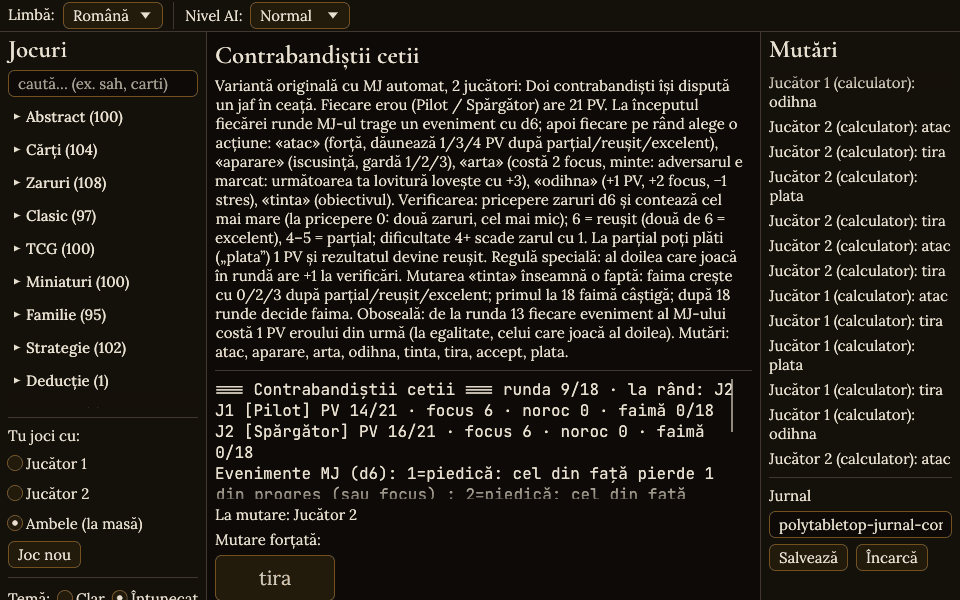 Limbă: Română ▼ Nivel AI: Normal ▼
Jocuri
caută... (ex. sah, carti)
▸ Abstract (100)
▸ Cărți (104)
▸ Zaruri (108)
▸ Clasic (97)
▸ TCG (100)
▸ Miniaturi (100)
▸ Familie (95)
▸ Strategie (102)
▸ Deducție (1)
Tu joci cu:
Jucător 1
Jucător 2
Ambele (la masă)
Joc nou
Temă: Clar Întunecat
Contrabandiștii cetii
Variantă originală cu MJ automat, 2 jucători: Doi contrabandiști își dispută
un jaf în ceață. Fiecare erou (Pilot / Spărgător) are 21 PV. La începutul
fiecărei runde MJ-ul trage un eveniment cu d6; apoi fiecare pe rând alege o
acțiune: «atac» (forță, dăunează 1/3/4 PV după parțial/reușit/excelent),
«aparare» (iscusință, gardă 1/2/3), «arta» (costă 2 focus, minte: adversarul e
marcat: următoarea ta lovitură lovește cu +3), «odihna» (+1 PV, +2 focus, −1
stres), «tinta» (obiectivul). Verificarea: pricepere zaruri d6 și contează cel
mai mare (la pricepere 0: două zaruri, cel mai mic); 6 = reușit (două de 6 =
excelent), 4–5 = parțial; dificultate 4+ scade zarul cu 1. La parțial poți plăti
(„plata”) 1 PV și rezultatul devine reușit. Regulă specială: al doilea care joacă
în rundă are +1 la verificări. Mutarea «tinta» înseamnă o faptă: faima crește
cu 0/2/3 după parțial/reușit/excelent; primul la 18 faimă câștigă; după 18
runde decide faima. Oboseală: de la runda 13 fiecare eveniment al MJ-ului
costă 1 PV eroului din urmă (la egalitate, celui care joacă al doilea). Mutări:
atac, aparare, arta, odihna, tinta, tira, accept, plata.
═══ Contrabandiștii cetii ═══ runda 9/18 · la rând: J2
J1 [Pilot] PV 14/21 · focus 6 · noroc 0 · faimă 0/18
J2 [Spărgător] PV 16/21 · focus 6 · noroc 0 · faimă
0/18
Evenimente MJ (d6): 1=piedică: cel din față pierde 1
din progres (sau focus) ; 2=piedică: cel din față
La mutare: Jucător 2
Mutare forțată:
tira
Mutări
Jucător 1 (calculator):
odihna
Jucător 2 (calculator): atac
Jucător 2 (calculator): tira
Jucător 2 (calculator):
plata
Jucător 2 (calculator): tira
Jucător 2 (calculator): atac
Jucător 2 (calculator): tira
Jucător 1 (calculator): atac
Jucător 1 (calculator): tira
Jucător 1 (calculator):
plata
Jucător 1 (calculator): tira
Jucător 1 (calculator):
odihna
Jucător 2 (calculator): atac
Jurnal
polytabletop-jurnal-cor
Salvează Încarcă